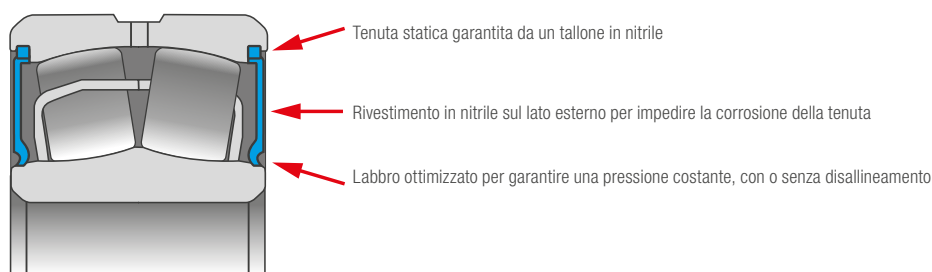 Tenuta statica garantita da un tallone in nitrile
Rivestimento in nitrile sul lato esterno per impedire la corrosione della tenuta
Labbro ottimizzato per garantire una pressione costante, con o senza disallineamento